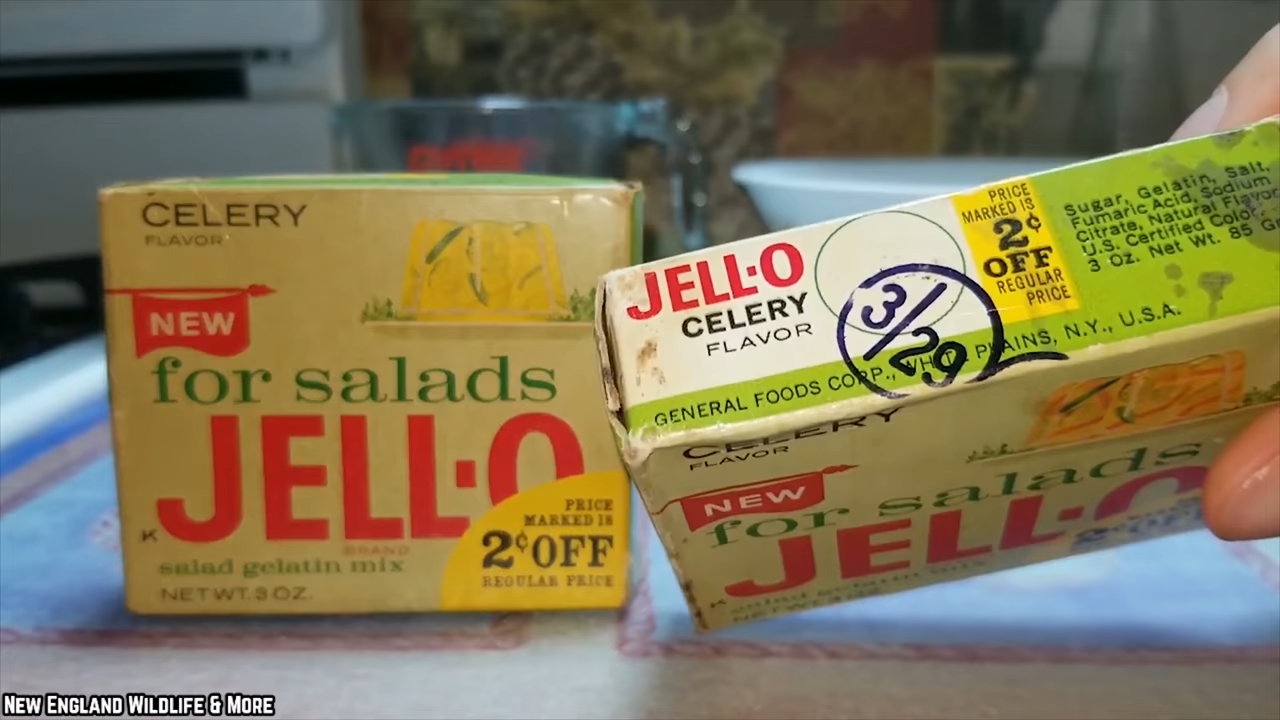 CELERY
FLAVOR
NEW
for salads
JELL-O
K
BRAND
salad gelatin mix
NET WT. 3 OZ.
PRICE
MARKED IS
2¢ OFF
REGULAR PRICE
JELL-O
CELERY
FLAVOR
3/29
PRICE
MARKED IS
2¢
OFF
REGULAR
PRICE
Sugar, Gelatin, Salt,
Fumaric Acid, Sodium
Citrate, Natural Flavor
U.S. Certified Color.
3 Oz. Net Wt. 85
GENERAL FOODS CORP., WHITE PLAINS, N.Y., U.S.A.
CELERY
FLAVOR
NEW
for salads
JELL-O
K
New England Wildlife & More